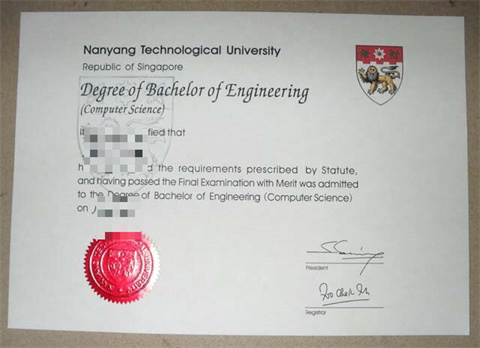 Nanyang Technological University
Republic of Singapore
Degree of Bachelor of Engineering
(Computer Science)
fied that
the requirements prescribed by Statute,
and having passed the Final Examination with Merit was admitted
to the Degree of Bachelor of Engineering (Computer Science)
on
President
Registrar